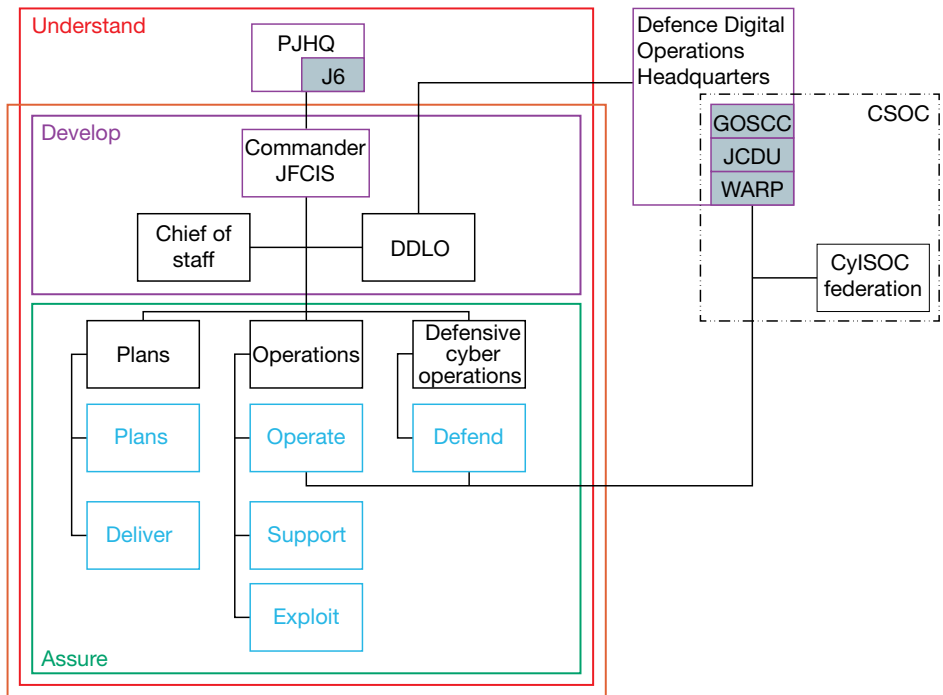 Understand
PJHQ
J6
Defence Digital
Operations
Headquarters
CSOC
GOSCC
JCDU
WARP
Develop
Commander
JFCIS
Chief of
staff
DDLO
CyISOC
federation
Plans
Operations
Defensive
cyber
operations
Plans
Operate
Defend
Deliver
Support
Exploit
Assure